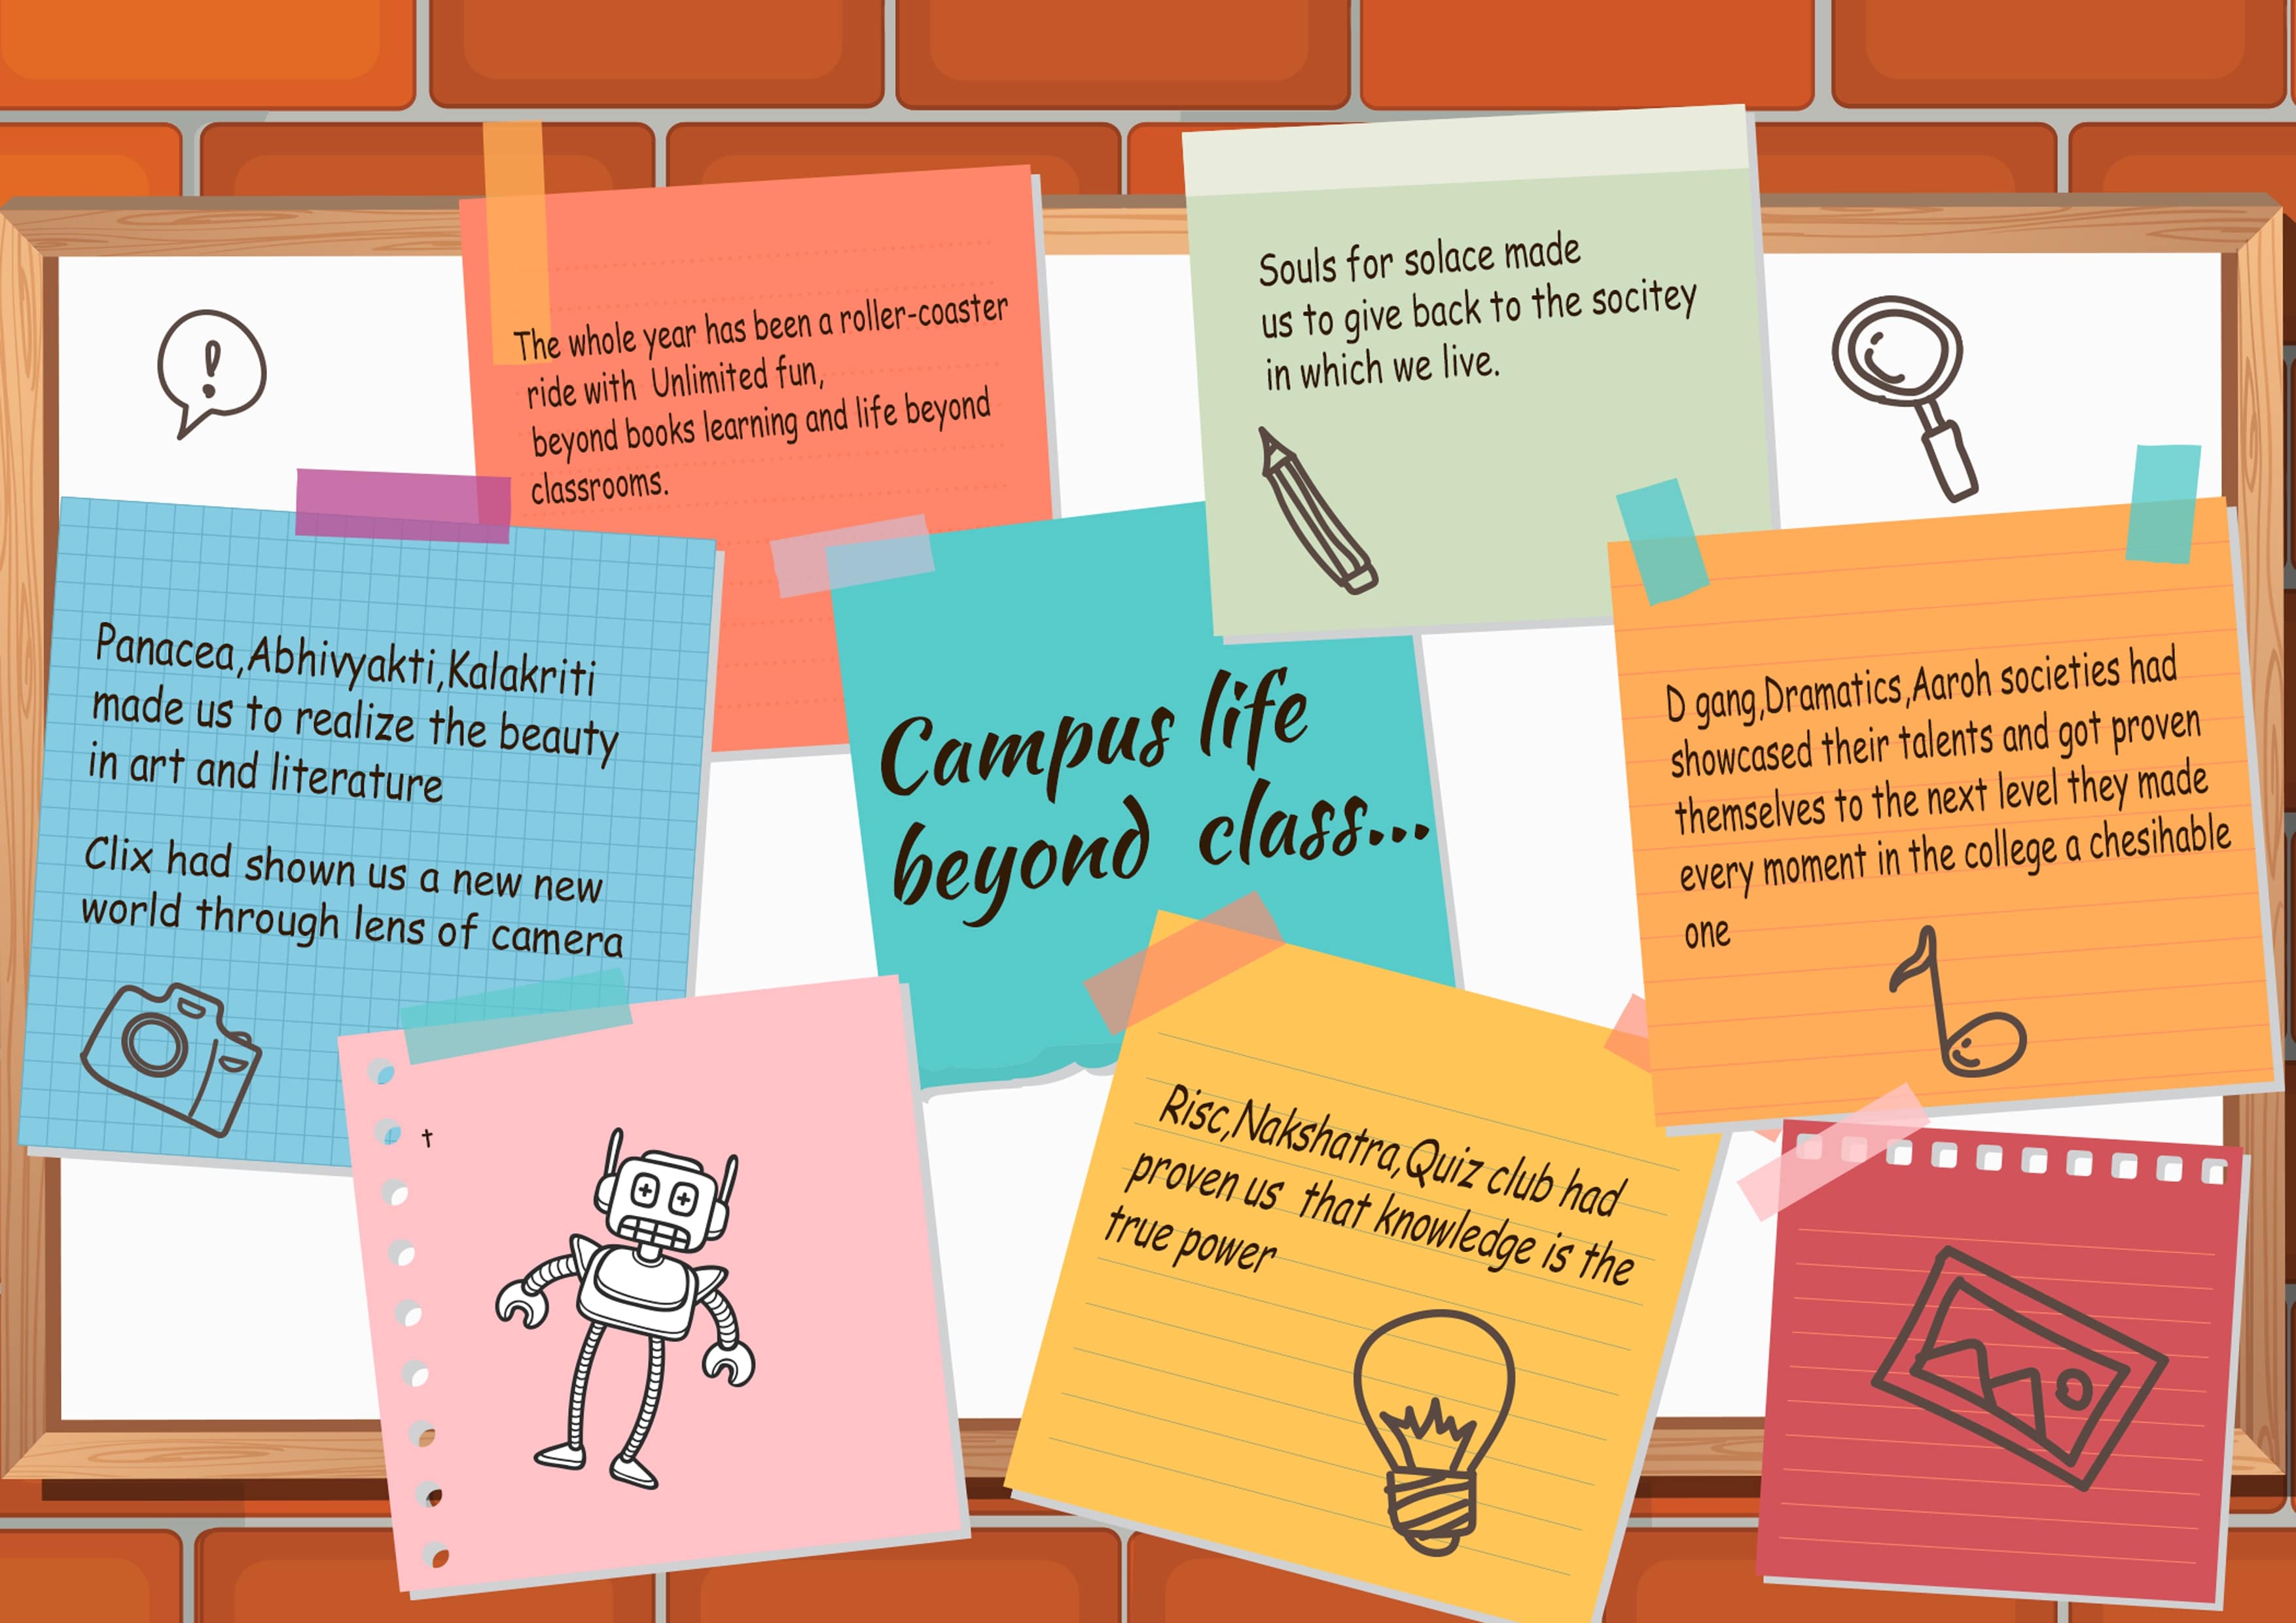 The whole year has been a roller-coaster
ride with Unlimited fun,
beyond books learning and life beyond
classrooms.
Souls for solace made
us to give back to the socitey
in which we live.
Panacea,Abhivyakti,Kalakriti
made us to realize the beauty
in art and literature
Clix had shown us a new new
world through lens of camera
Campus life
beyond class...
D gang,Dramatics,Aaroh societies had
showcased their talents and got proven
themselves to the next level they made
every moment in the college a chesihable
one
t
Risc,Nakshatra,Quiz club had
proven us that knowledge is the
true power